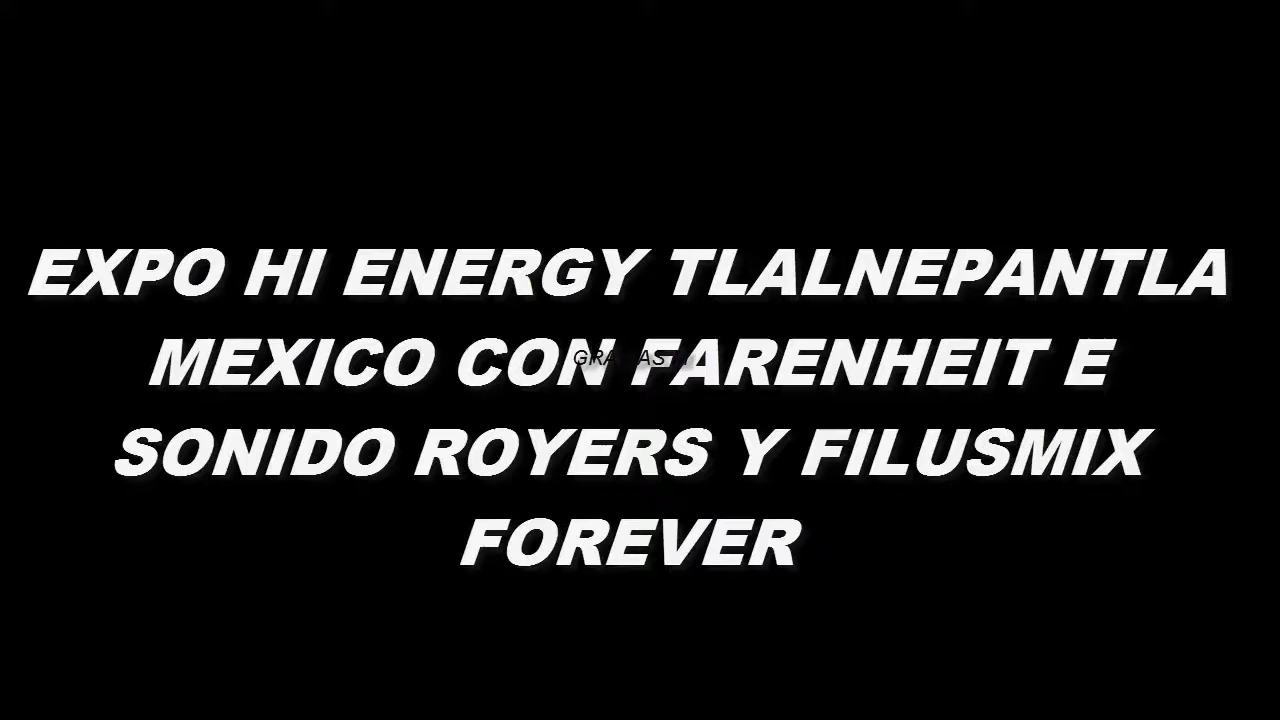 EXPO HI ENERGY TLALNEPANTLA
MEXICO CON FARENHEIT E
SONIDO ROYERS Y FILUSMIX
FOREVER